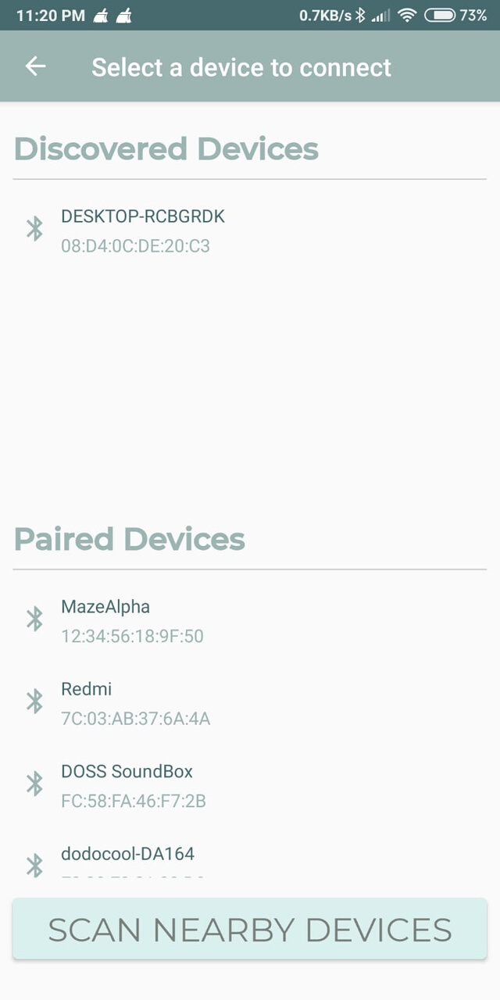 11:20 PM 0.7KB/s 73%
Select a device to connect
Discovered Devices
DESKTOP-RCBGRDK
08:D4:0C:DE:20:C3
Paired Devices
MazeAlpha
12:34:56:18:9F:50
Redmi
7C:03:AB:37:6A:4A
DOSS SoundBox
FC:58:FA:46:F7:2B
dodocool-DA164
SCAN NEARBY DEVICES